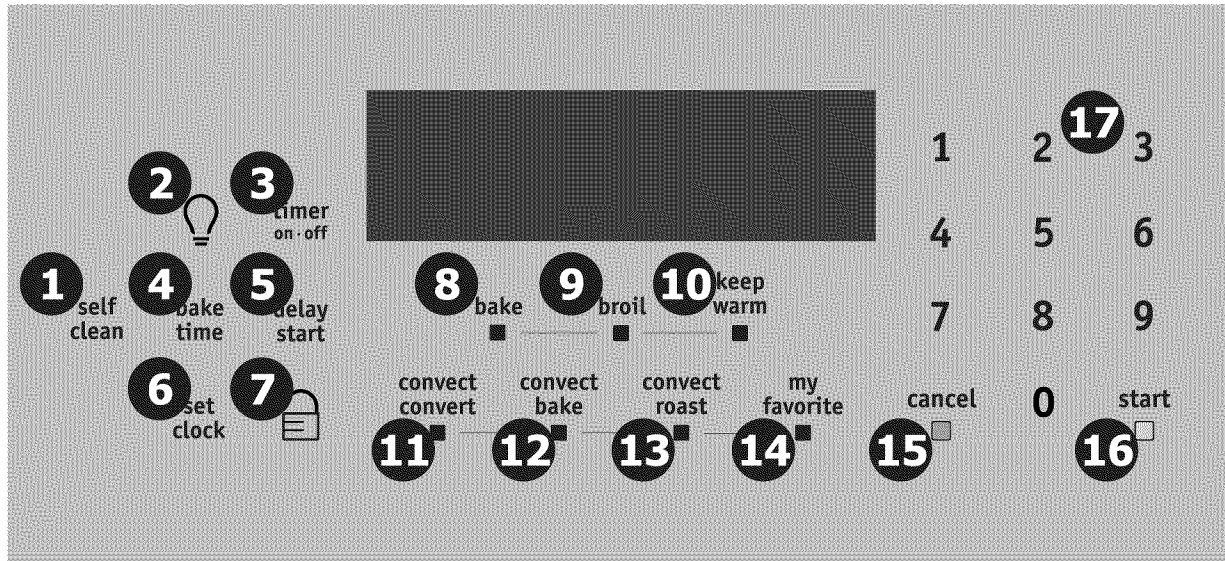 1
self
clean
2
3
timer
on · off
4
bake
time
5
delay
start
6
set
clock
7
8
bake
9
broil
10
keep
warm
11
convect
convert
12
convect
bake
13
convect
roast
14
my
favorite
15
cancel
16
start
17
1 2 3
4 5 6
7 8 9
0